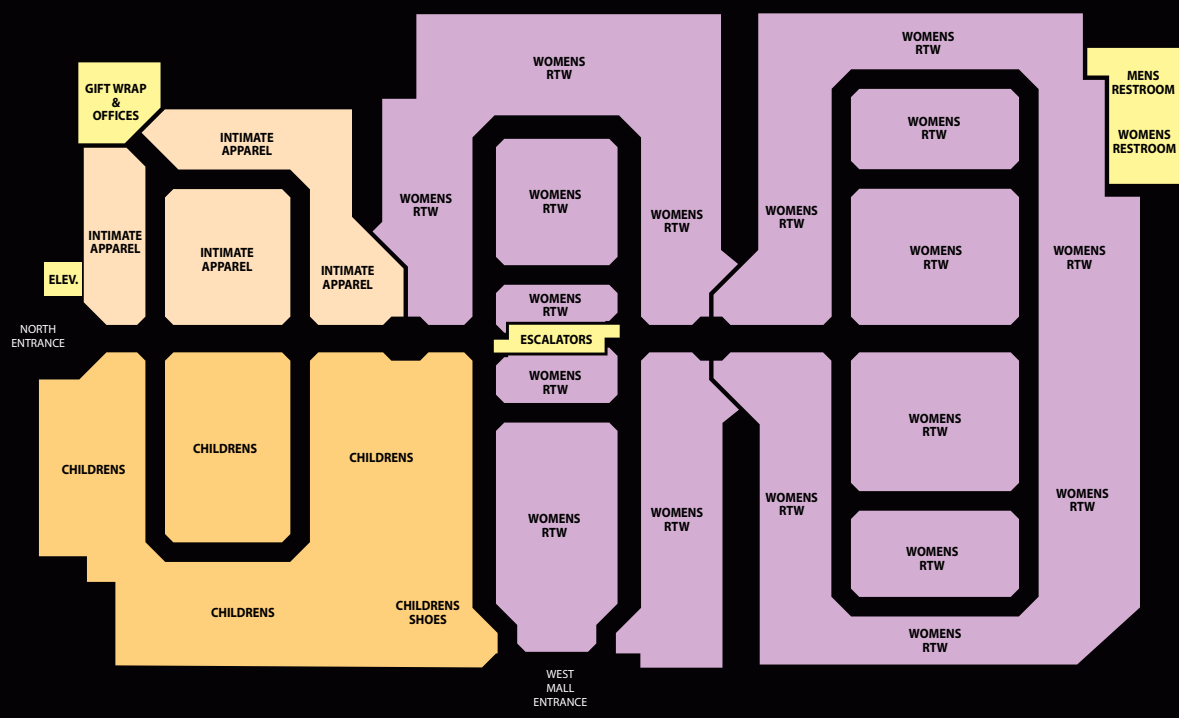 WOMENS
RTW
WOMENS
RTW
GIFT WRAP
&
OFFICES
MENS
RESTROOM
WOMENS
RESTROOM
INTIMATE
APPAREL
WOMENS
RTW
WOMENS
RTW
WOMENS
RTW
WOMENS
RTW
WOMENS
RTW
INTIMATE
APPAREL
INTIMATE
APPAREL
INTIMATE
APPAREL
WOMENS
RTW
WOMENS
RTW
ELEV.
WOMENS
RTW
NORTH
ENTRANCE
ESCALATORS
WOMENS
RTW
CHILDRENS
CHILDRENS
CHILDRENS
WOMENS
RTW
WOMENS
RTW
WOMENS
RTW
WOMENS
RTW
WOMENS
RTW
WOMENS
RTW
CHILDRENS
CHILDRENS
SHOES
WOMENS
RTW
WEST
MALL
ENTRANCE